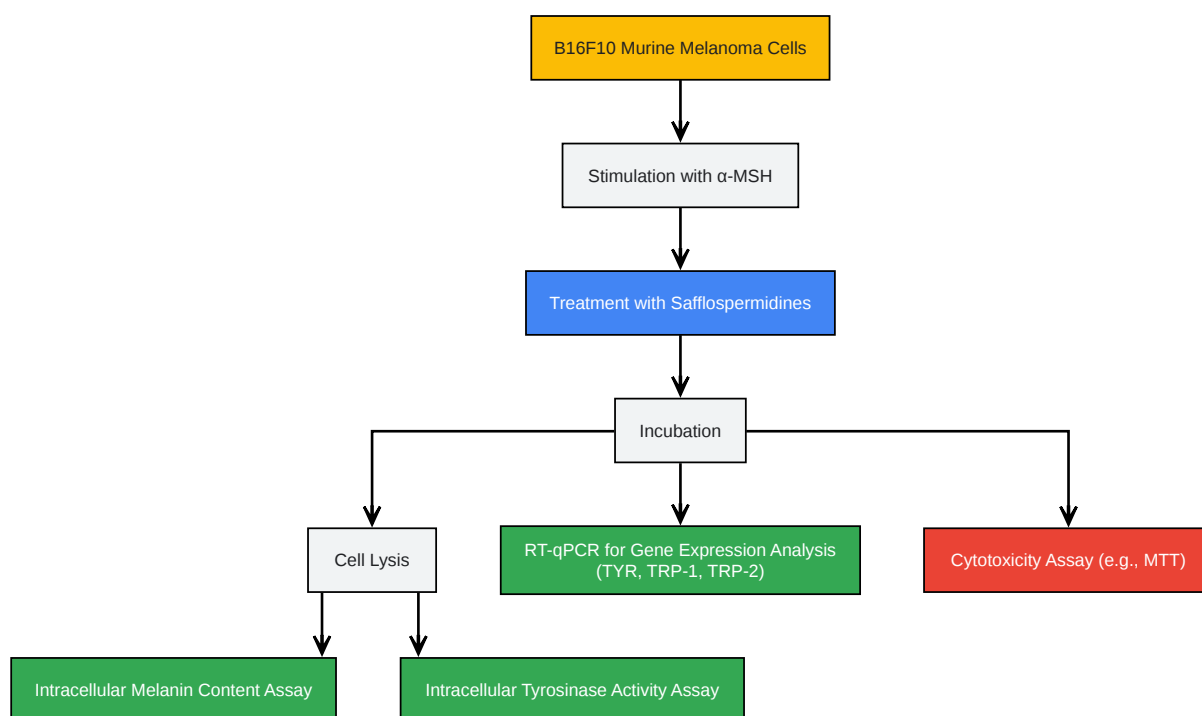 B16F10 Murine Melanoma Cells
Stimulation with α-MSH
Treatment with Safflospermidines
Incubation
Cell Lysis
RT-qPCR for Gene Expression Analysis
(TYR, TRP-1, TRP-2)
Cytotoxicity Assay (e.g., MTT)
Intracellular Melanin Content Assay
Intracellular Tyrosinase Activity Assay